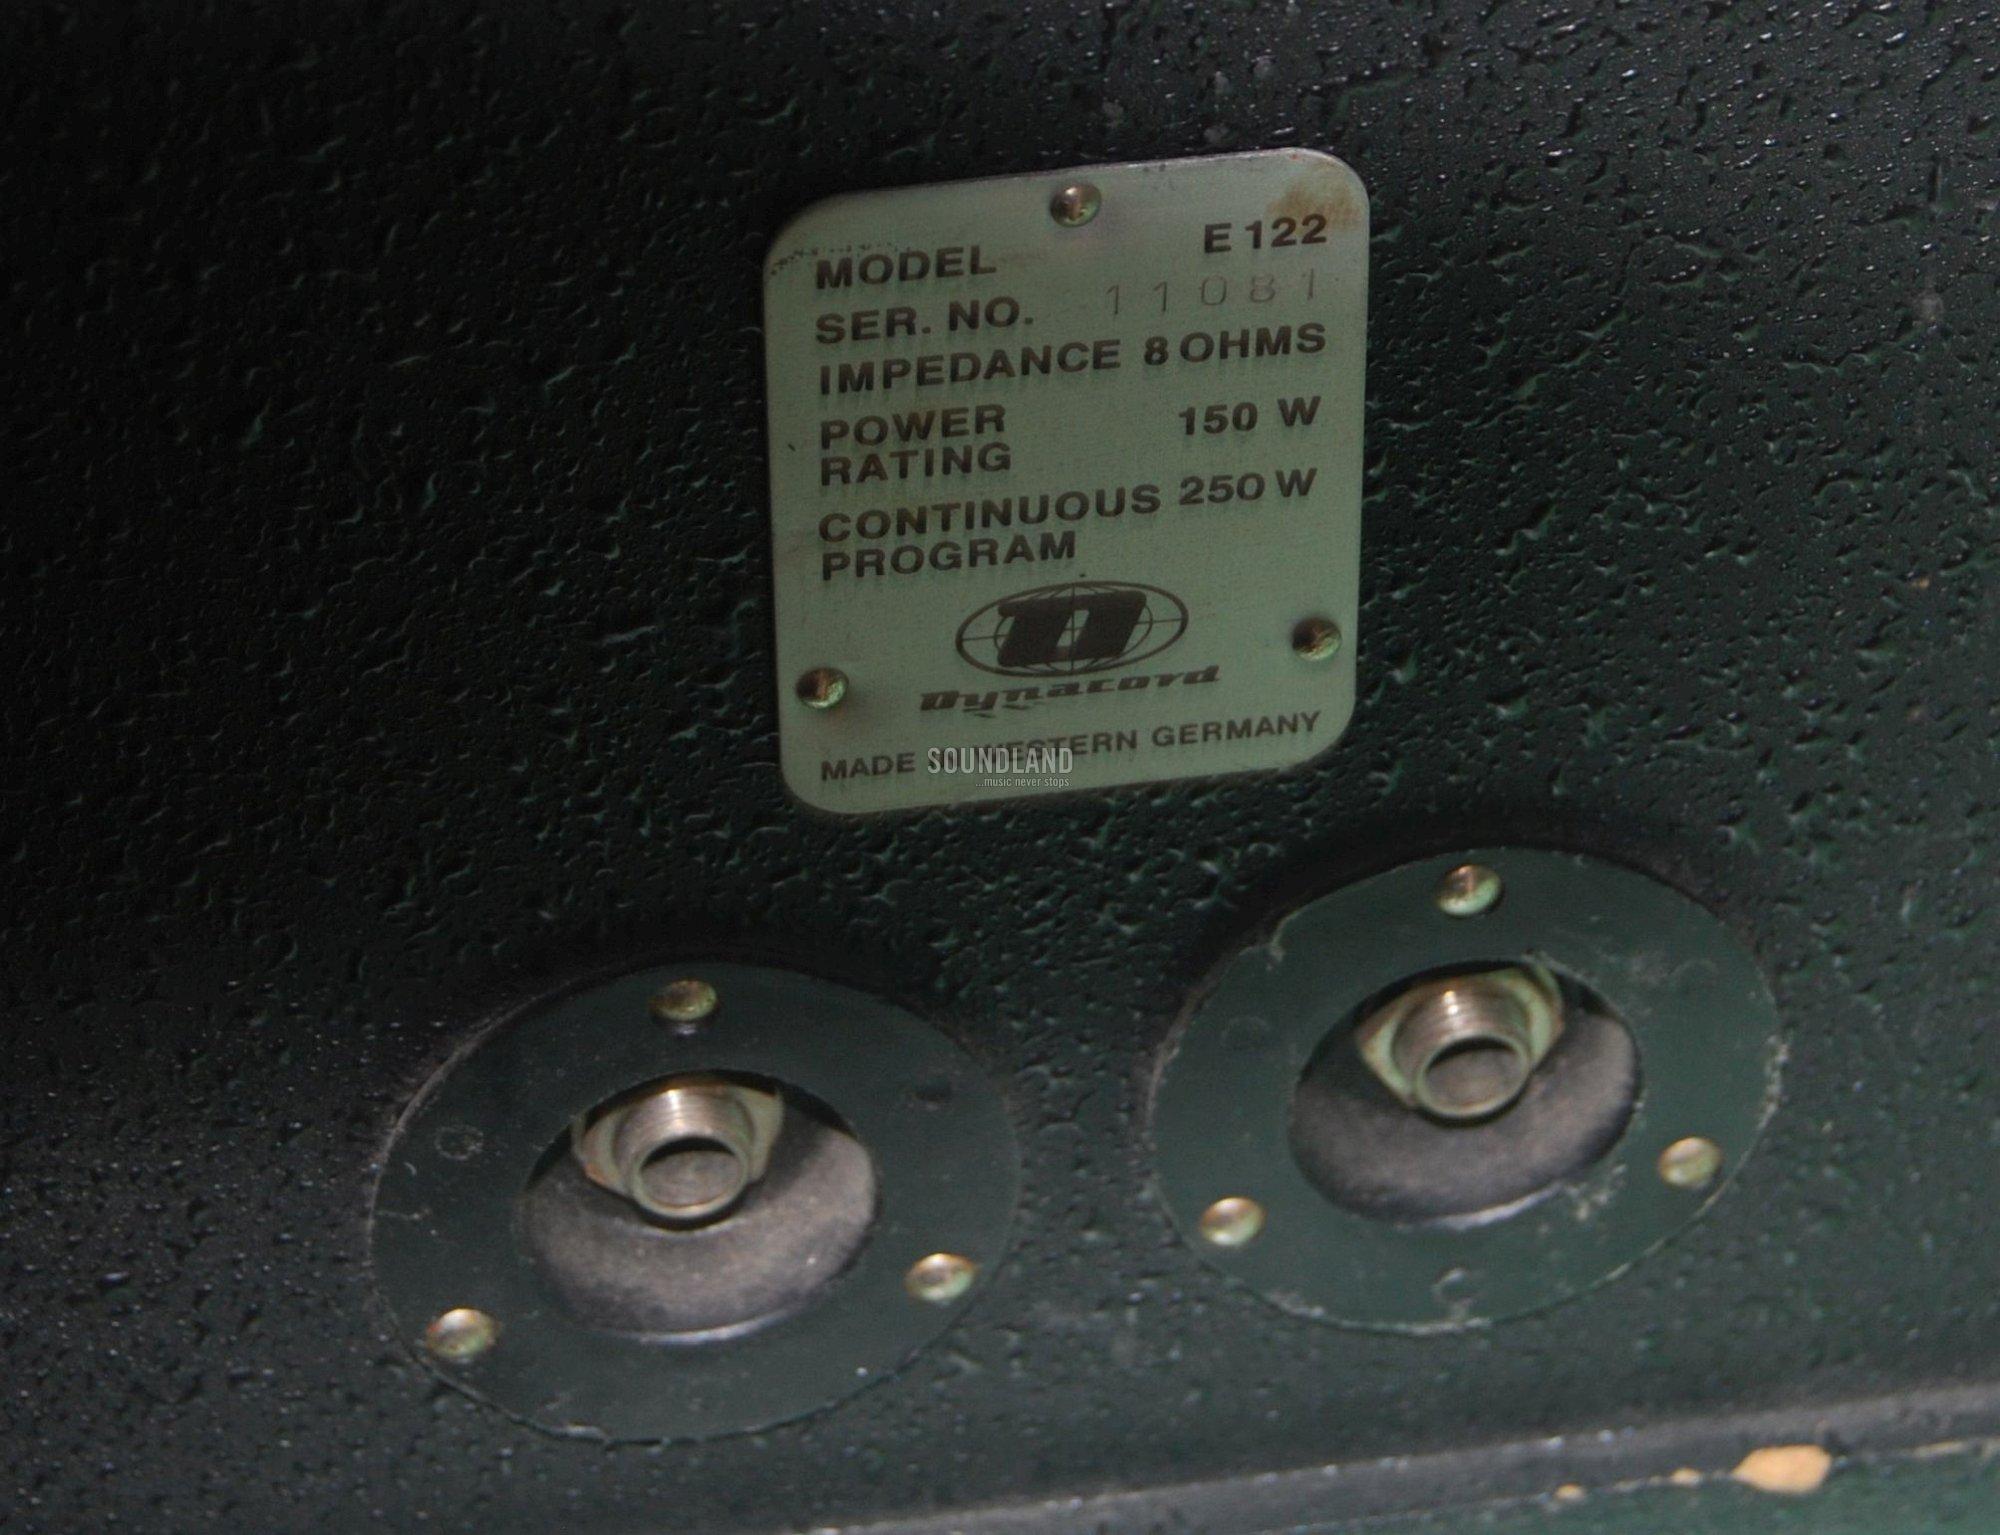 MODEL E 122
SER. NO. 11081
IMPEDANCE 8 OHMS
POWER 150 W
RATING
CONTINUOUS 250 W
PROGRAM
D
Dynacord
MADE WESTERN GERMANY
SOUNDLAND
...music never stops